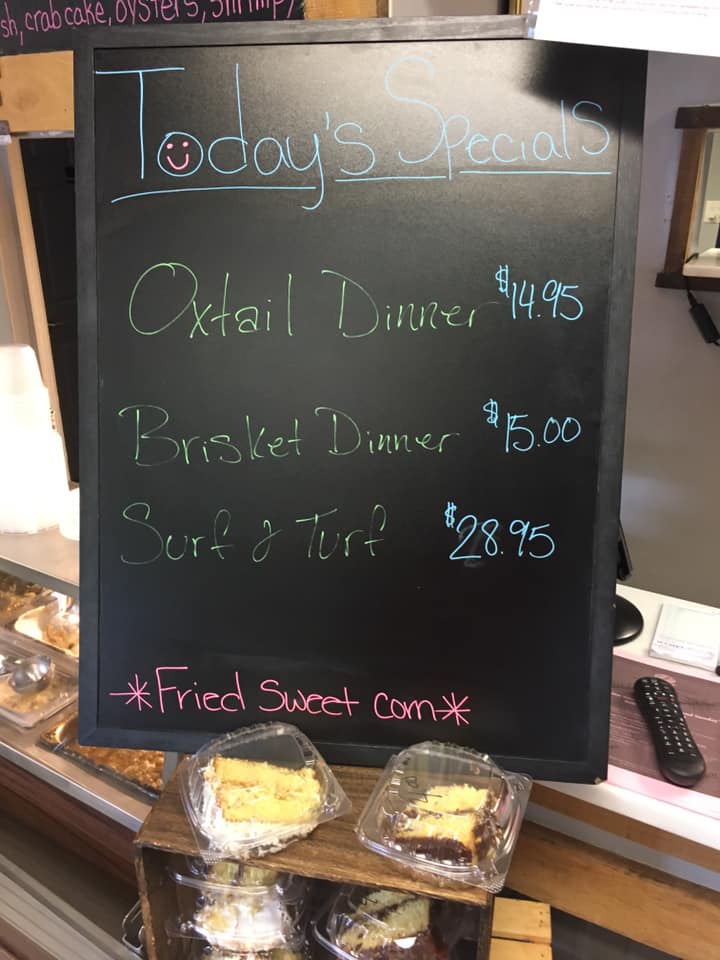 sh, crab cake, oysters, shrimp,
Today's Specials
Oxtail Dinner $14.95
Brisket Dinner $15.00
Surf & Turf $28.95
*Fried Sweet corn*